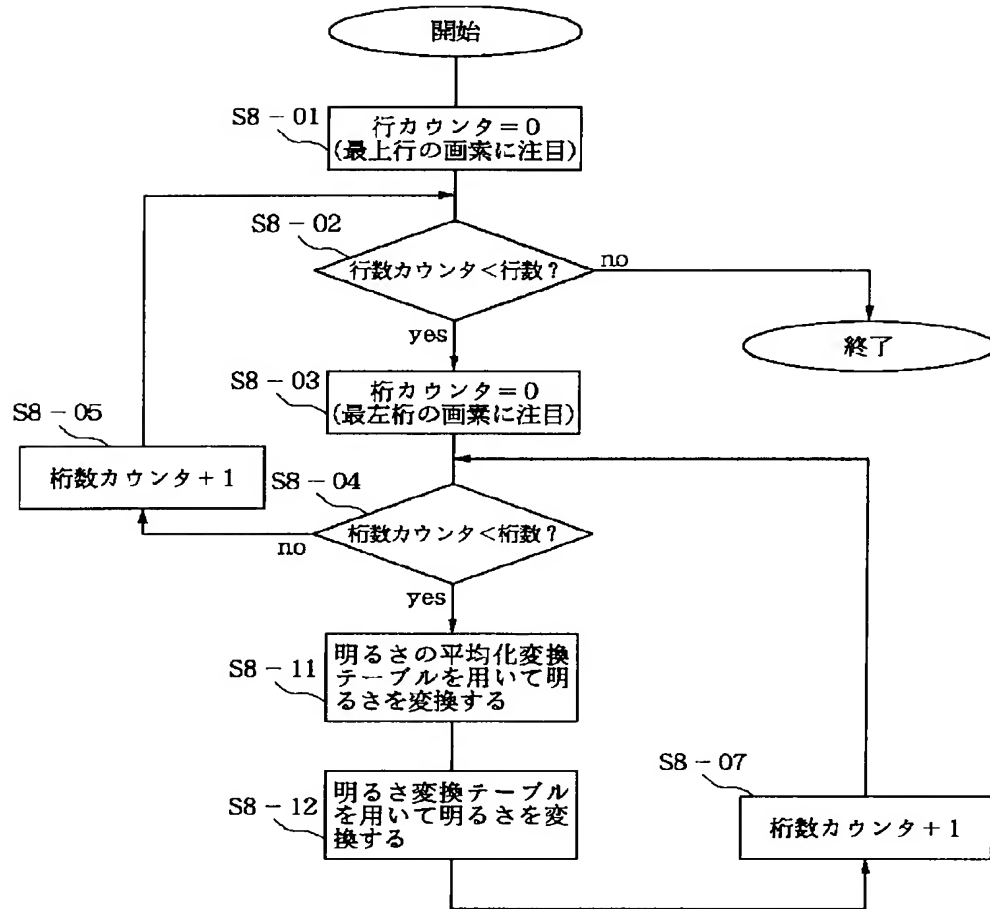 開始
S8-01
行カウンタ=0
(最上行の画素に注目)
S8-02
行数カウンタ<行数?
no
yes
終了
S8-03
桁カウンタ=0
(最左桁の画素に注目)
S8-05
桁数カウンタ+1
S8-04
桁数カウンタ<桁数?
no
yes
S8-11
明るさの平均化変換
テーブルを用いて明
るさを変換する
S8-12
明るさ変換テーブル
を用いて明るさを変
換する
S8-07
桁数カウンタ+1